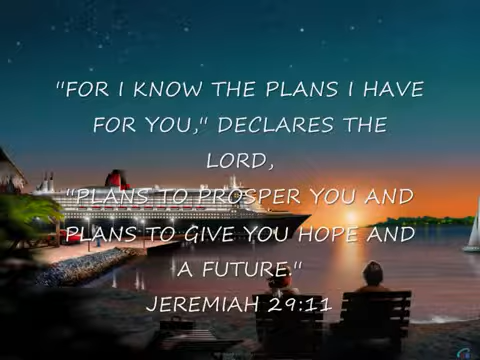 "FOR I KNOW THE PLANS I HAVE
FOR YOU," DECLARES THE
LORD,
"PLANS TO PROSPER YOU AND
PLANS TO GIVE YOU HOPE AND
A FUTURE."
JEREMIAH 29:11